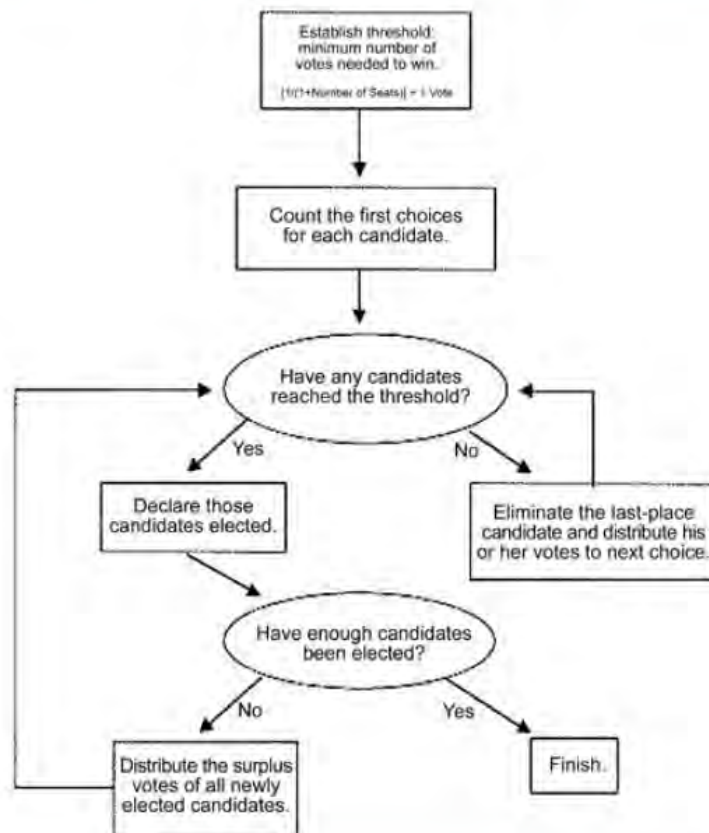 Establish threshold:
minimum number of
votes needed to win.
[1/(1+Number of Seats)] + 1 Vote
Count the first choices
for each candidate.
Have any candidates
reached the threshold?
Yes
No
Declare those
candidates elected.
Eliminate the last-place
candidate and distribute his
or her votes to next choice.
Have enough candidates
been elected?
No
Yes
Distribute the surplus
votes of all newly
elected candidates.
Finish.